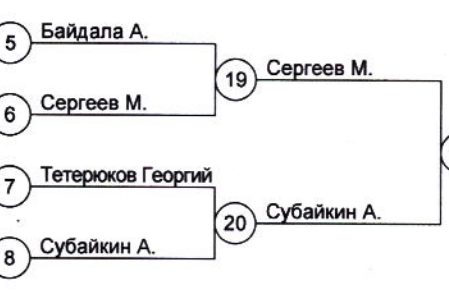 5 Байдала А.
19 Сергеев М.
6 Сергеев М.
7 Тетерюков Георгий
20 Субайкин А.
8 Субайкин А.